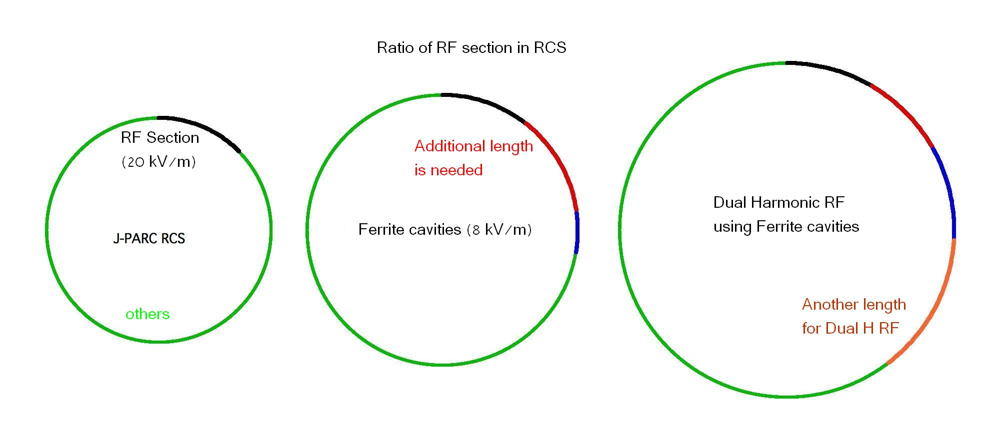 Ratio of RF section in RCS
RF Section
(20 kV/m)
J-PARC RCS
others
Additional length
is needed
Ferrite cavities (8 kV/m)
Dual Harmonic RF
using Ferrite cavities
Another length
for Dual H RF